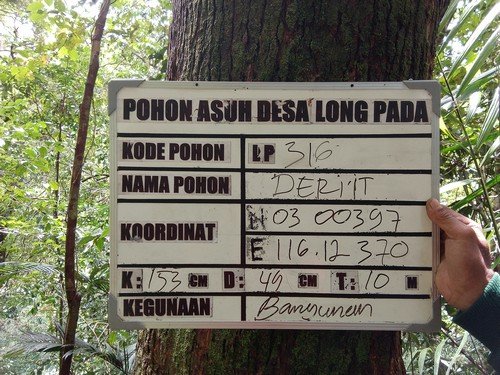 POHON ASUH DESA LONG PADA
KODE POHON LP 316
NAMA POHON DERIIT
KOORDINAT N 03 00397
E 116.12 370
K: 153 CM D: 49 CM T: 10 M
KEGUNAAN Bangunan